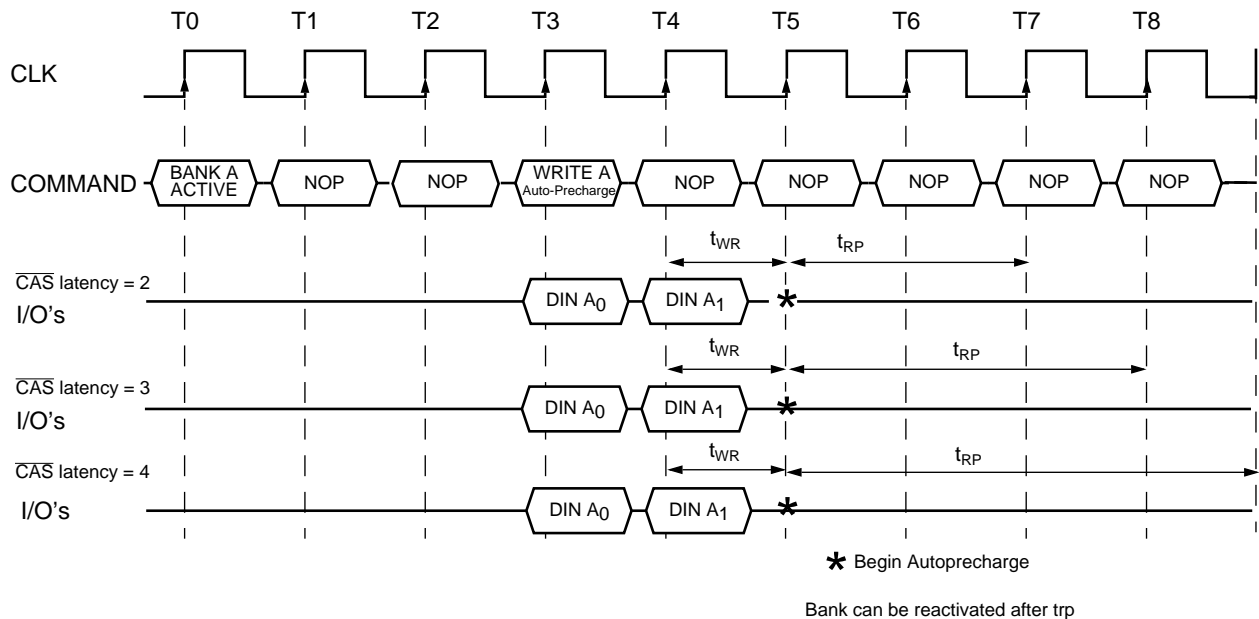 T0 T1 T2 T3 T4 T5 T6 T7 T8
CLK
COMMAND
BANK A
ACTIVE
NOP
NOP
WRITE A
Auto-Precharge
NOP
NOP
NOP
NOP
NOP
tWR
tRP
CAS latency = 2
I/O's
DIN A0
DIN A1
*
tWR
tRP
CAS latency = 3
I/O's
DIN A0
DIN A1
*
tWR
tRP
CAS latency = 4
I/O's
DIN A0
DIN A1
*
* Begin Autoprecharge
Bank can be reactivated after trp